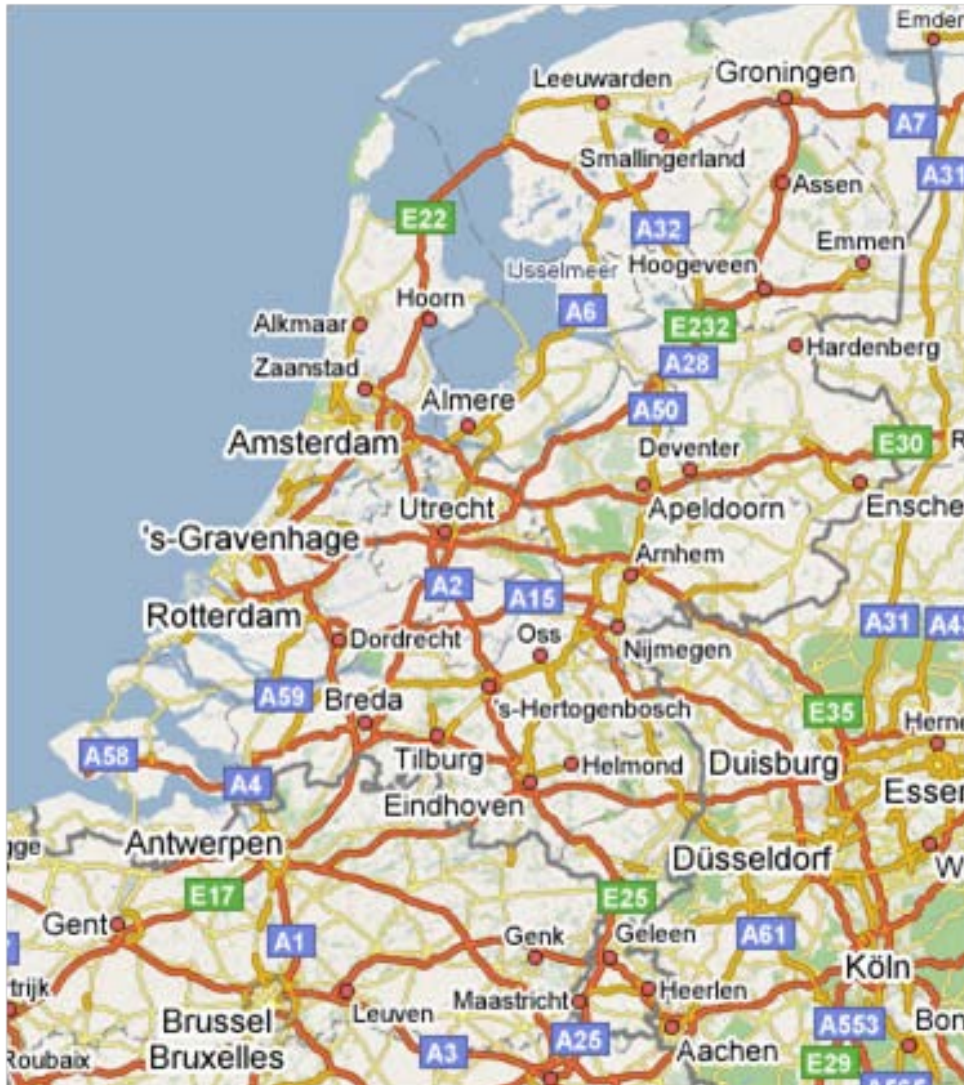 Emden
Leeuwarden
Groningen
A7
Smallingerland
Assen
A31
E22
A32
Emmen
IJsselmeer
Hoogeveen
Hoorn
A6
Alkmaar
E232
Hardenberg
Zaanstad
A28
Almere
A50
Amsterdam
Deventer
E30
R
Utrecht
Apeldoorn
Ensche
's-Gravenhage
Arnhem
A2
A15
Rotterdam
A31
A4
Dordrecht
Oss
Nijmegen
A59
Breda
's-Hertogenbosch
E35
Herne
A58
Tilburg
Helmond
Duisburg
A4
Eindhoven
Essen
gge
Antwerpen
Düsseldorf
W
E17
E25
Gent
A1
Genk
Geleen
A61
Köln
rtrijk
Leuven
Maastricht
Heerlen
Brussel
Bruxelles
A3
A25
Aachen
A553
Bon
Roubaix
E29